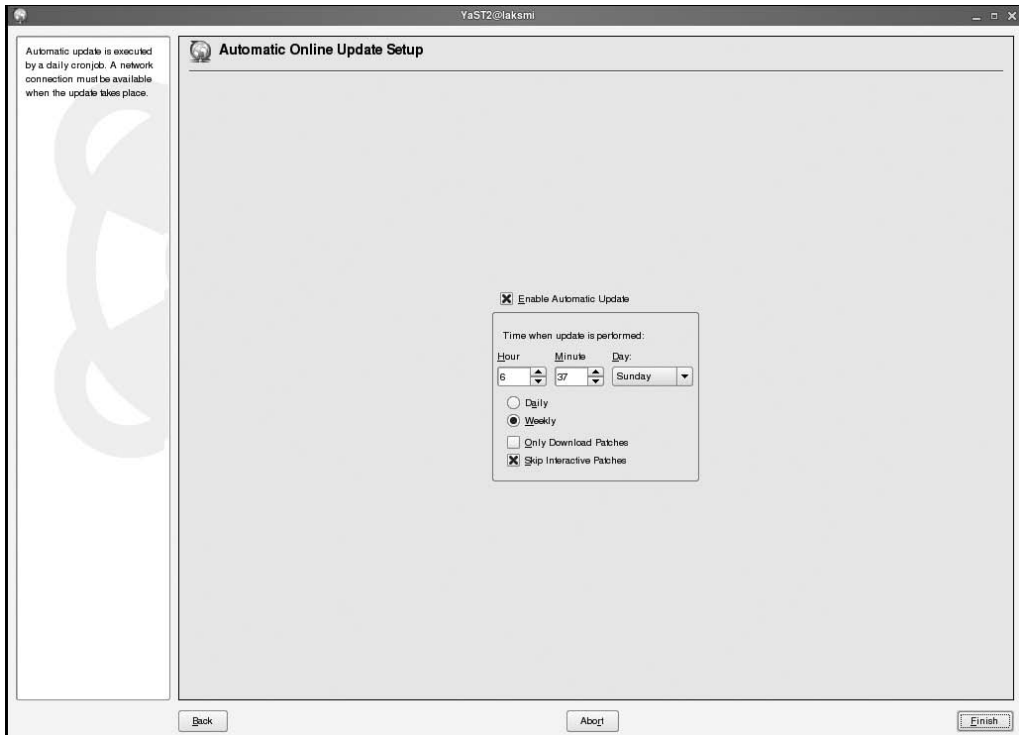 YaST2@laksmi
Automatic update is executed
by a daily cronjob. A network
connection must be available
when the update takes place.
Automatic Online Update Setup
Enable Automatic Update
Time when update is performed:
Hour Minute Day:
6 37 Sunday
Daily
Weekly
Only Download Patches
Skip Interactive Patches
Back Abort Finish